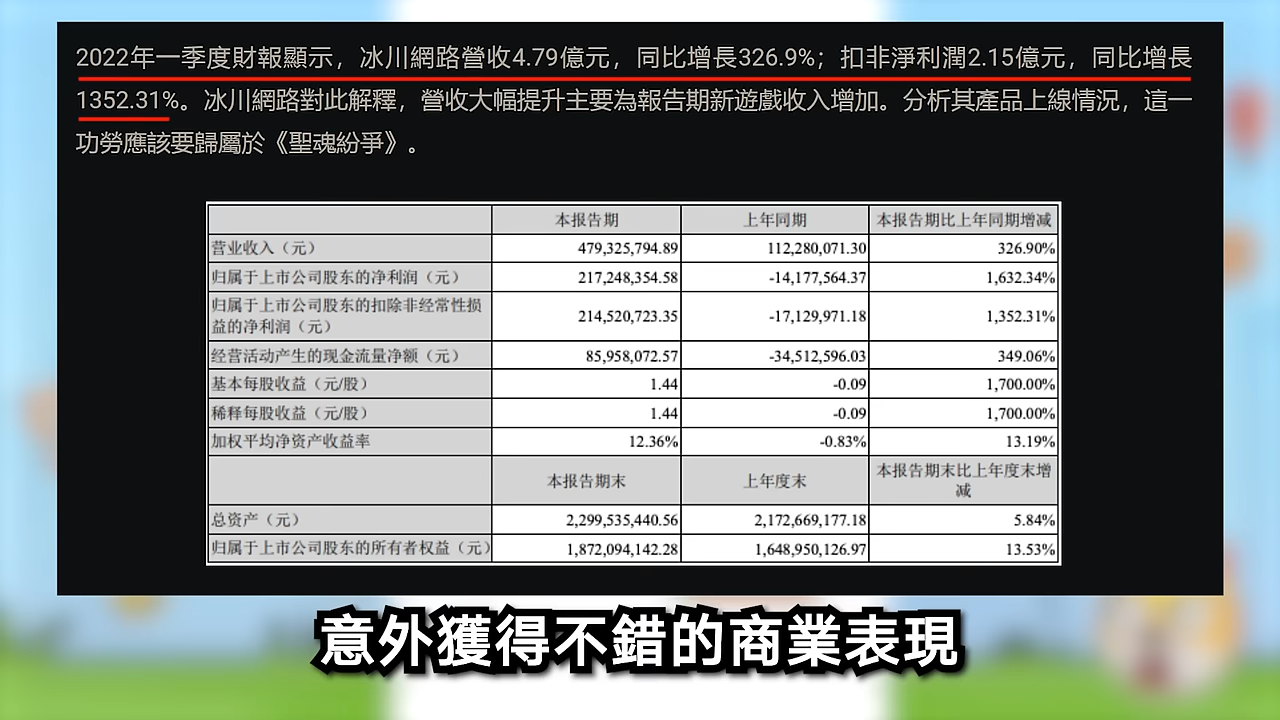 2022年一季度財報顯示，冰川網路營收4.79億元，同比增長326.9%；扣非淨利潤2.15億元，同比增長
1352.31%。冰川網路對此解釋，營收大幅提升主要為報告期新遊戲收入增加。分析其產品上線情況，這一
功勞應該要歸屬於《聖魂紛爭》。
本报告期 上年同期 本报告期比上年同期增减
营业收入（元） 479,325,794.89 112,280,071.30 326.90%
归属于上市公司股东的净利润（元） 217,248,354.58 -14,177,564.37 1,632.34%
归属于上市公司股东的扣除非经常性损
益的净利润（元） 214,520,723.35 -17,129,971.18 1,352.31%
经营活动产生的现金流量净额（元） 85,958,072.57 -34,512,596.03 349.06%
基本每股收益（元/股） 1.44 -0.09 1,700.00%
稀释每股收益（元/股） 1.44 -0.09 1,700.00%
加权平均净资产收益率 12.36% -0.83% 13.19%
本报告期末 上年度末 本报告期末比上年度末增
减
总资产（元） 2,299,535,440.56 2,172,669,177.18 5.84%
归属于上市公司股东的所有者权益（元） 1,872,094,142.28 1,648,950,126.97 13.53%
意外獲得不錯的商業表現